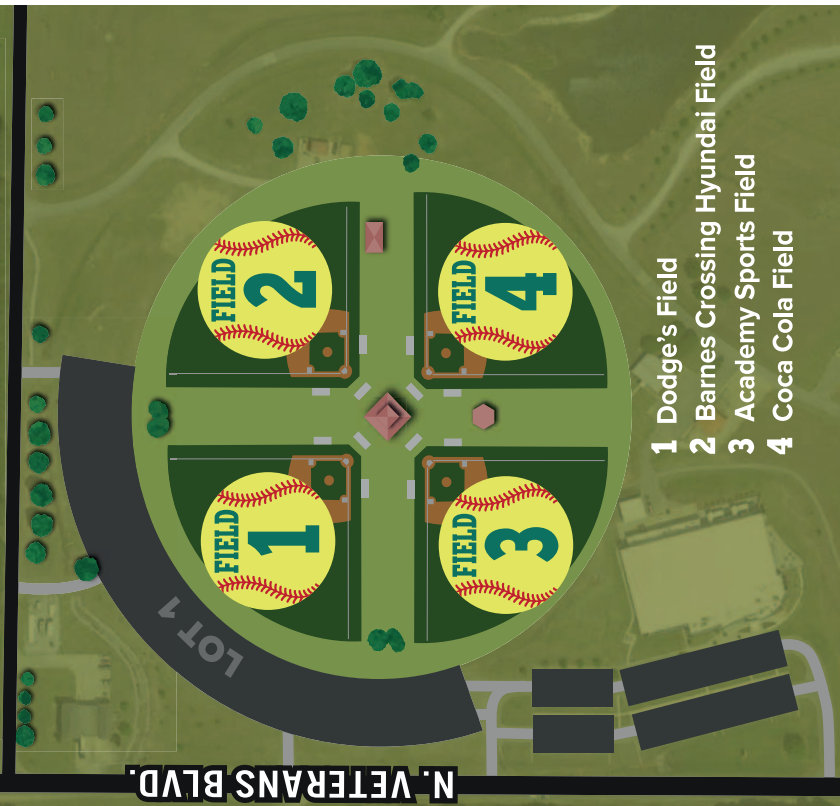 FIELD
2
FIELD
4
FIELD
1
FIELD
3
1 Dodge's Field
2 Barnes Crossing Hyundai Field
3 Academy Sports Field
4 Coca Cola Field
LOT 1
N. VETERANS BLVD.